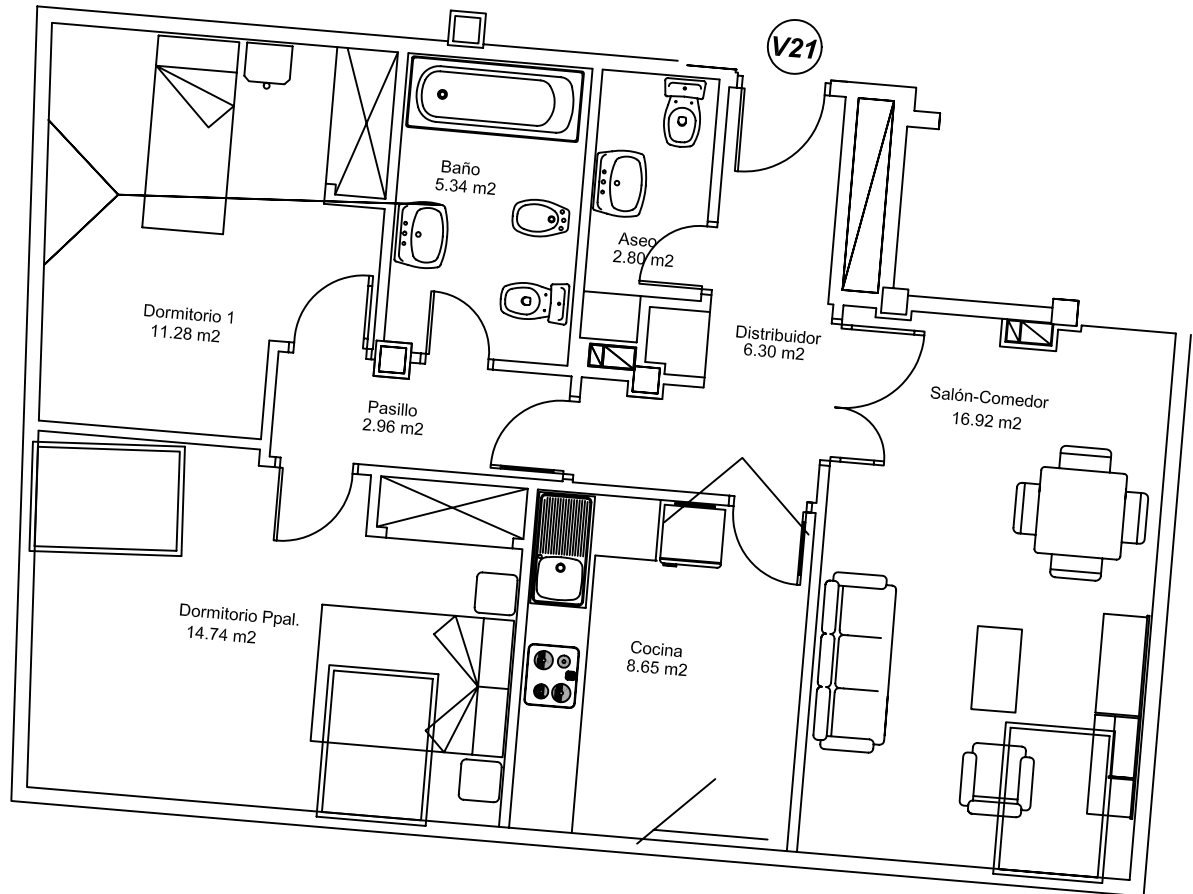 V21
Baño
5.34 m2
Aseo
2.80 m2
Dormitorio 1
11.28 m2
Distribuidor
6.30 m2
Salón-Comedor
16.92 m2
Pasillo
2.96 m2
Dormitorio Ppal.
14.74 m2
Cocina
8.65 m2